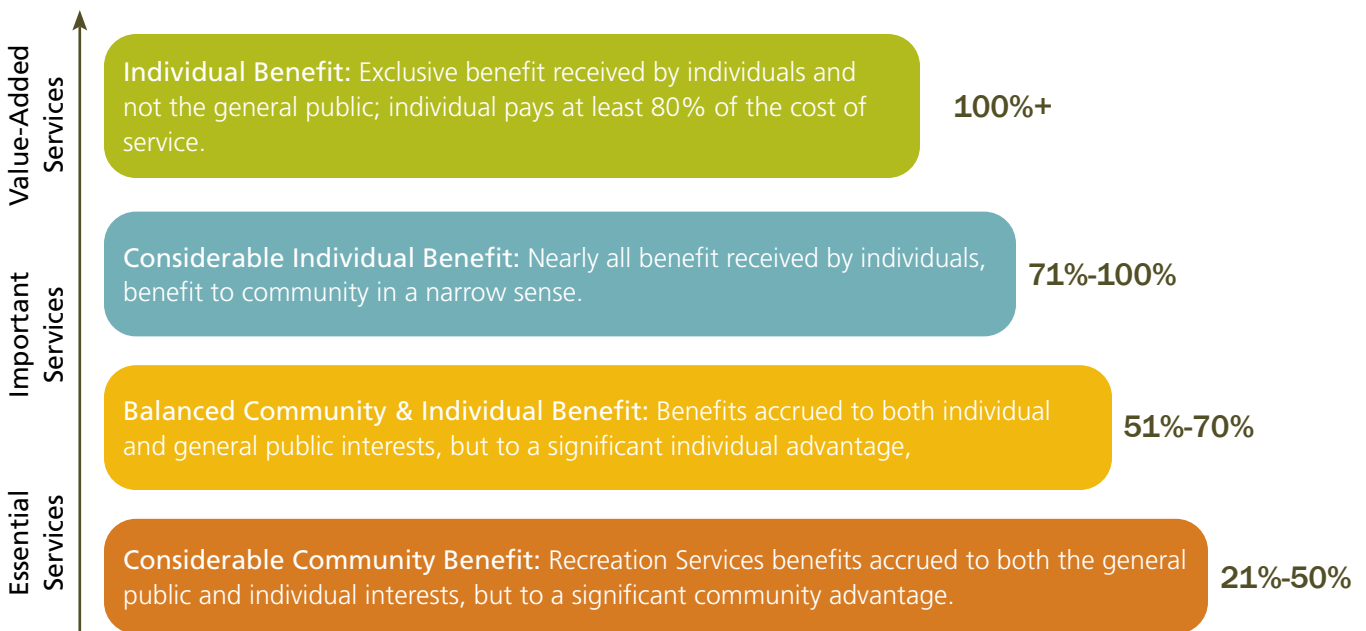 Value-Added
Services
Individual Benefit: Exclusive benefit received by individuals and
not the general public; individual pays at least 80% of the cost of
service.
100%+
Important
Services
Considerable Individual Benefit: Nearly all benefit received by individuals,
benefit to community in a narrow sense.
71%-100%
Balanced Community & Individual Benefit: Benefits accrued to both individual
and general public interests, but to a significant individual advantage,
51%-70%
Essential
Services
Considerable Community Benefit: Recreation Services benefits accrued to both the general
public and individual interests, but to a significant community advantage.
21%-50%